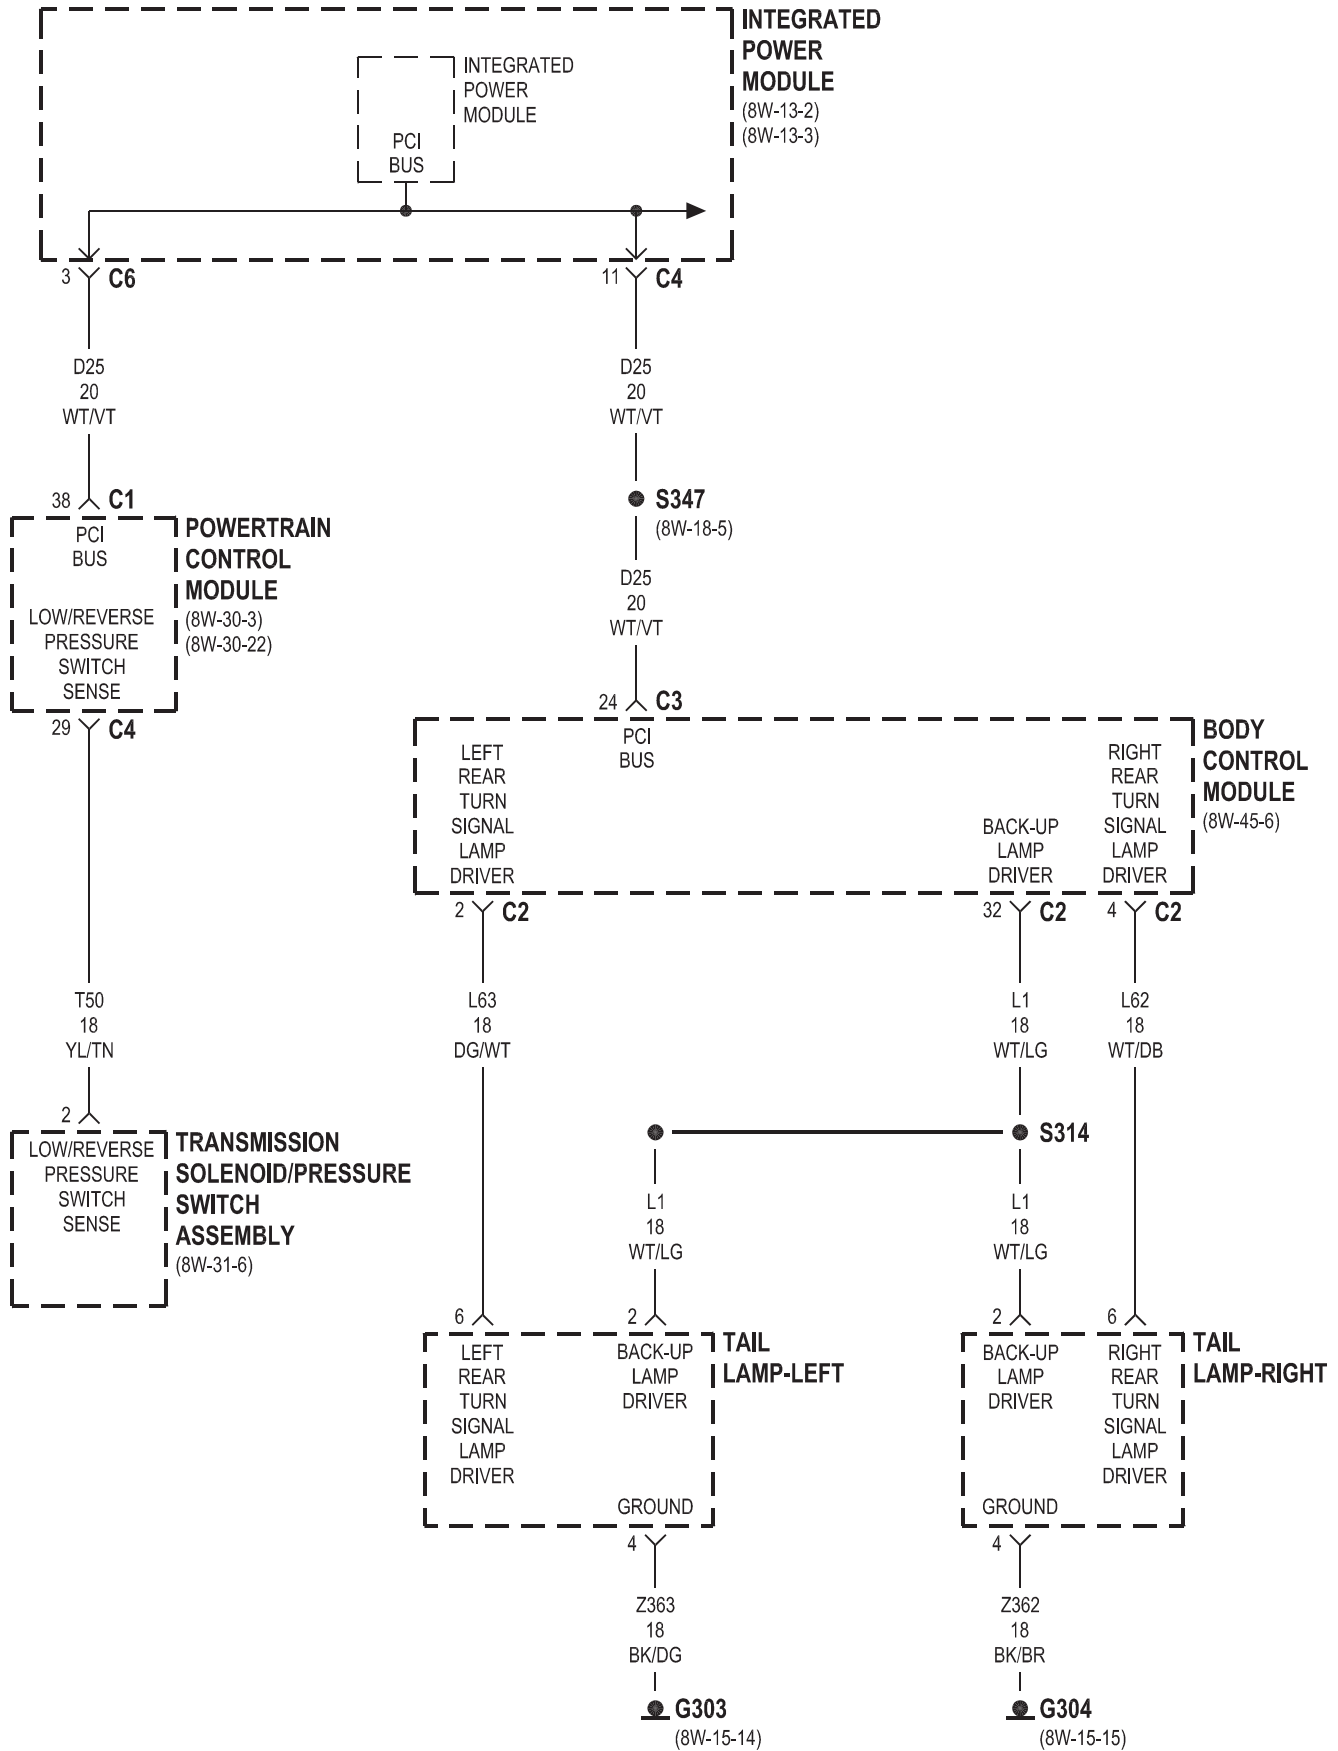 INTEGRATED
POWER
MODULE
(8W-13-2)
(8W-13-3)
INTEGRATED
POWER
MODULE
PCI
BUS
3 C6
11 C4
D25
20
WT/VT
D25
20
WT/VT
38 C1
S347
(8W-18-5)
PCI
BUS
LOW/REVERSE
PRESSURE
SWITCH
SENSE
POWERTRAIN
CONTROL
MODULE
(8W-30-3)
(8W-30-22)
D25
20
WT/VT
29 C4
24 C3
LEFT
REAR
TURN
SIGNAL
LAMP
DRIVER
PCI
BUS
BACK-UP
LAMP
DRIVER
RIGHT
REAR
TURN
SIGNAL
LAMP
DRIVER
BODY
CONTROL
MODULE
(8W-45-6)
2 C2
32 C2
4 C2
T50
18
YL/TN
L63
18
DG/WT
L1
18
WT/LG
L62
18
WT/DB
2
LOW/REVERSE
PRESSURE
SWITCH
SENSE
TRANSMISSION
SOLENOID/PRESSURE
SWITCH
ASSEMBLY
(8W-31-6)
S314
L1
18
WT/LG
L1
18
WT/LG
6
2
2
6
LEFT
REAR
TURN
SIGNAL
LAMP
DRIVER
BACK-UP
LAMP
DRIVER
GROUND
TAIL
LAMP-LEFT
BACK-UP
LAMP
DRIVER
GROUND
RIGHT
REAR
TURN
SIGNAL
LAMP
DRIVER
TAIL
LAMP-RIGHT
4
4
Z363
18
BK/DG
Z362
18
BK/BR
G303
(8W-15-14)
G304
(8W-15-15)